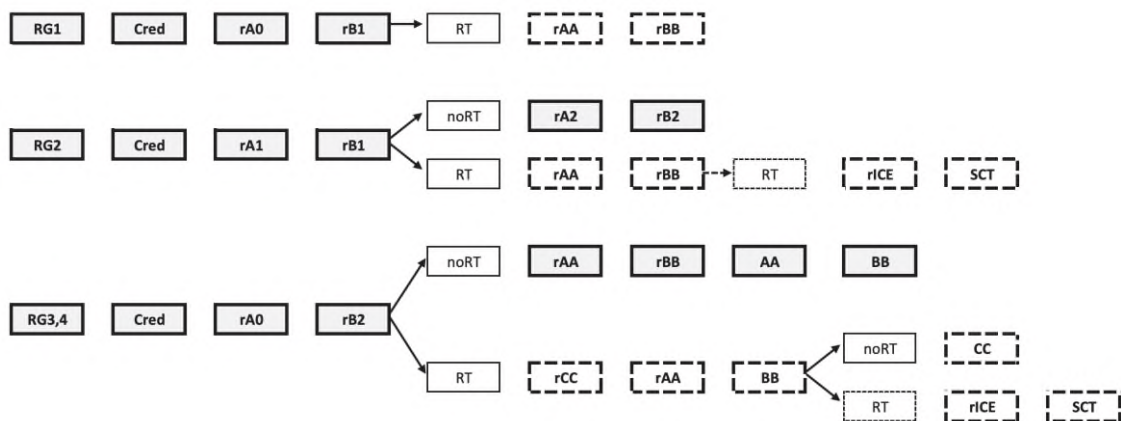 RG1 Cred rA0 rB1 RT rAA rBB
noRT rA2 rB2
RG2 Cred rA1 rB1
RT rAA rBB RT rICE SCT
noRT rAA rBB AA BB
RG3,4 Cred rA0 rB2
noRT CC
RT rCC rAA BB
RT rICE SCT